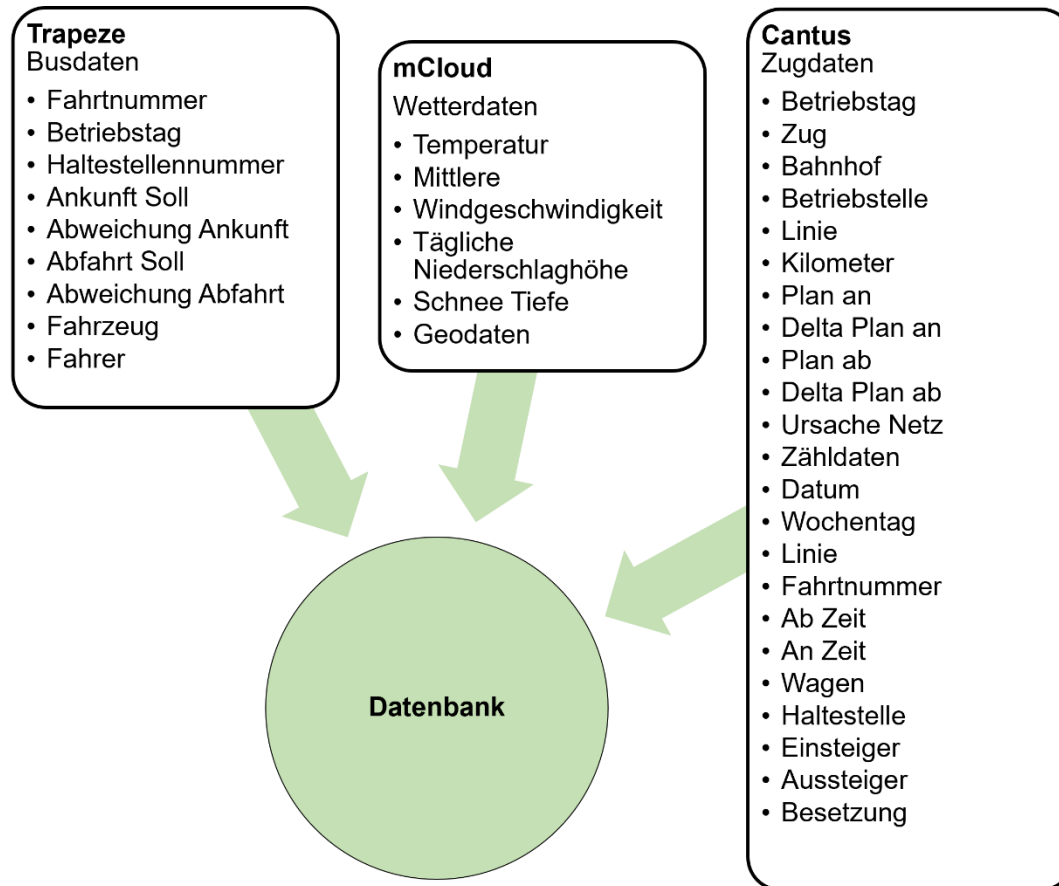 Trapeze
Busdaten
• Fahrtnummer
• Betriebstag
• Haltestellennummer
• Ankunft Soll
• Abweichung Ankunft
• Abfahrt Soll
• Abweichung Abfahrt
• Fahrzeug
• Fahrer
mCloud
Wetterdaten
• Temperatur
• Mittlere
• Windgeschwindigkeit
• Tägliche
Niederschlaghöhe
• Schnee Tiefe
• Geodaten
Cantus
Zugdaten
• Betriebstag
• Zug
• Bahnhof
• Betriebstelle
• Linie
• Kilometer
• Plan an
• Delta Plan an
• Plan ab
• Delta Plan ab
• Ursache Netz
• Zähldaten
• Datum
• Wochentag
• Linie
• Fahrtnummer
• Ab Zeit
• An Zeit
• Wagen
• Haltestelle
• Einsteiger
• Aussteiger
• Besetzung
Datenbank